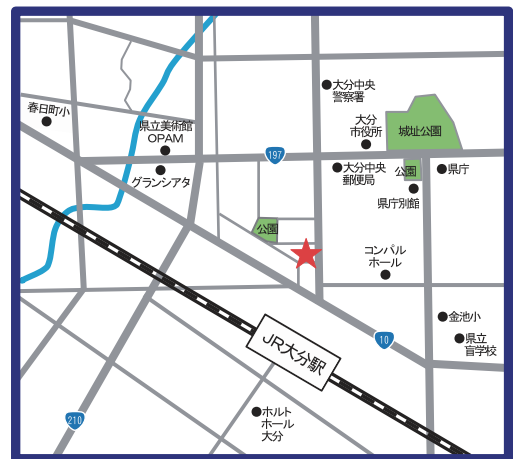 大分中央
警察署
春日町小
県立美術館
OPAM
大分
市役所
城址公園
197
グランシアタ
大分中央
郵便局
公園
県庁
県庁別館
公園
コンパル
ホール
金池小
10
県立
盲学校
JR大分駅
210
ホルト
ホール
大分